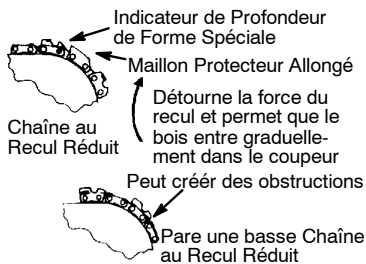 Indicateur de Profondeur
de Forme Spéciale
Maillon Protecteur Allongé
Détourne la force du
recul et permet que le
bois entre graduelle-
ment dans le coupeur
Chaîne au
Recul Réduit
Peut créér des obstructions
Pare une basse Chaîne
au Recul Réduit